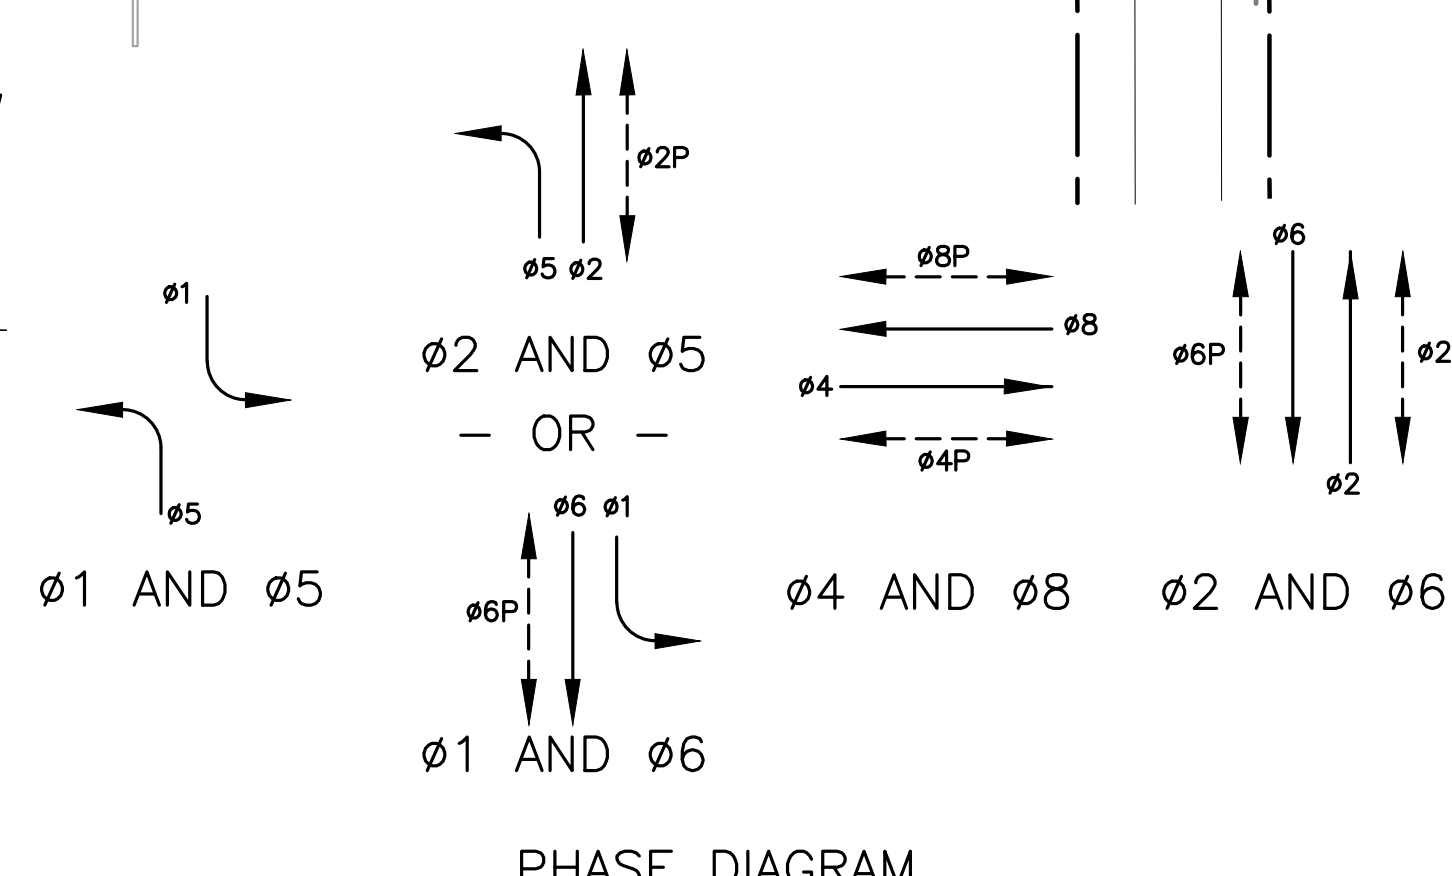 ø1
ø5
ø1 AND ø5
ø2P
ø5 ø2
ø2 AND ø5
- OR -
ø6 ø1
ø6P
ø1 AND ø6
ø8P
ø8
ø4
ø4P
ø4 AND ø8
ø6
ø6P
ø2
ø2
ø2 AND ø6
PHASE DIAGRAM